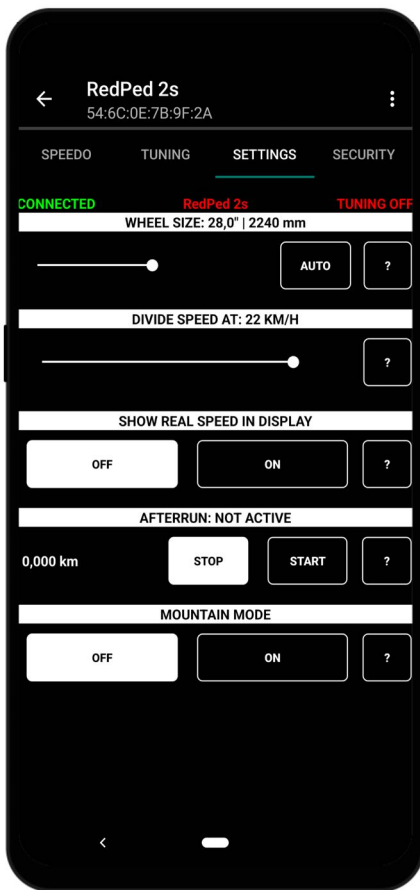 RedPed 2s
54:6C:0E:7B:9F:2A
SPEEDO TUNING SETTINGS SECURITY
CONNECTED RedPed 2s TUNING OFF
WHEEL SIZE: 28,0" | 2240 mm
AUTO ?
DIVIDE SPEED AT: 22 KM/H
?
SHOW REAL SPEED IN DISPLAY
OFF ON ?
AFTERRUN: NOT ACTIVE
0,000 km STOP START ?
MOUNTAIN MODE
OFF ON ?